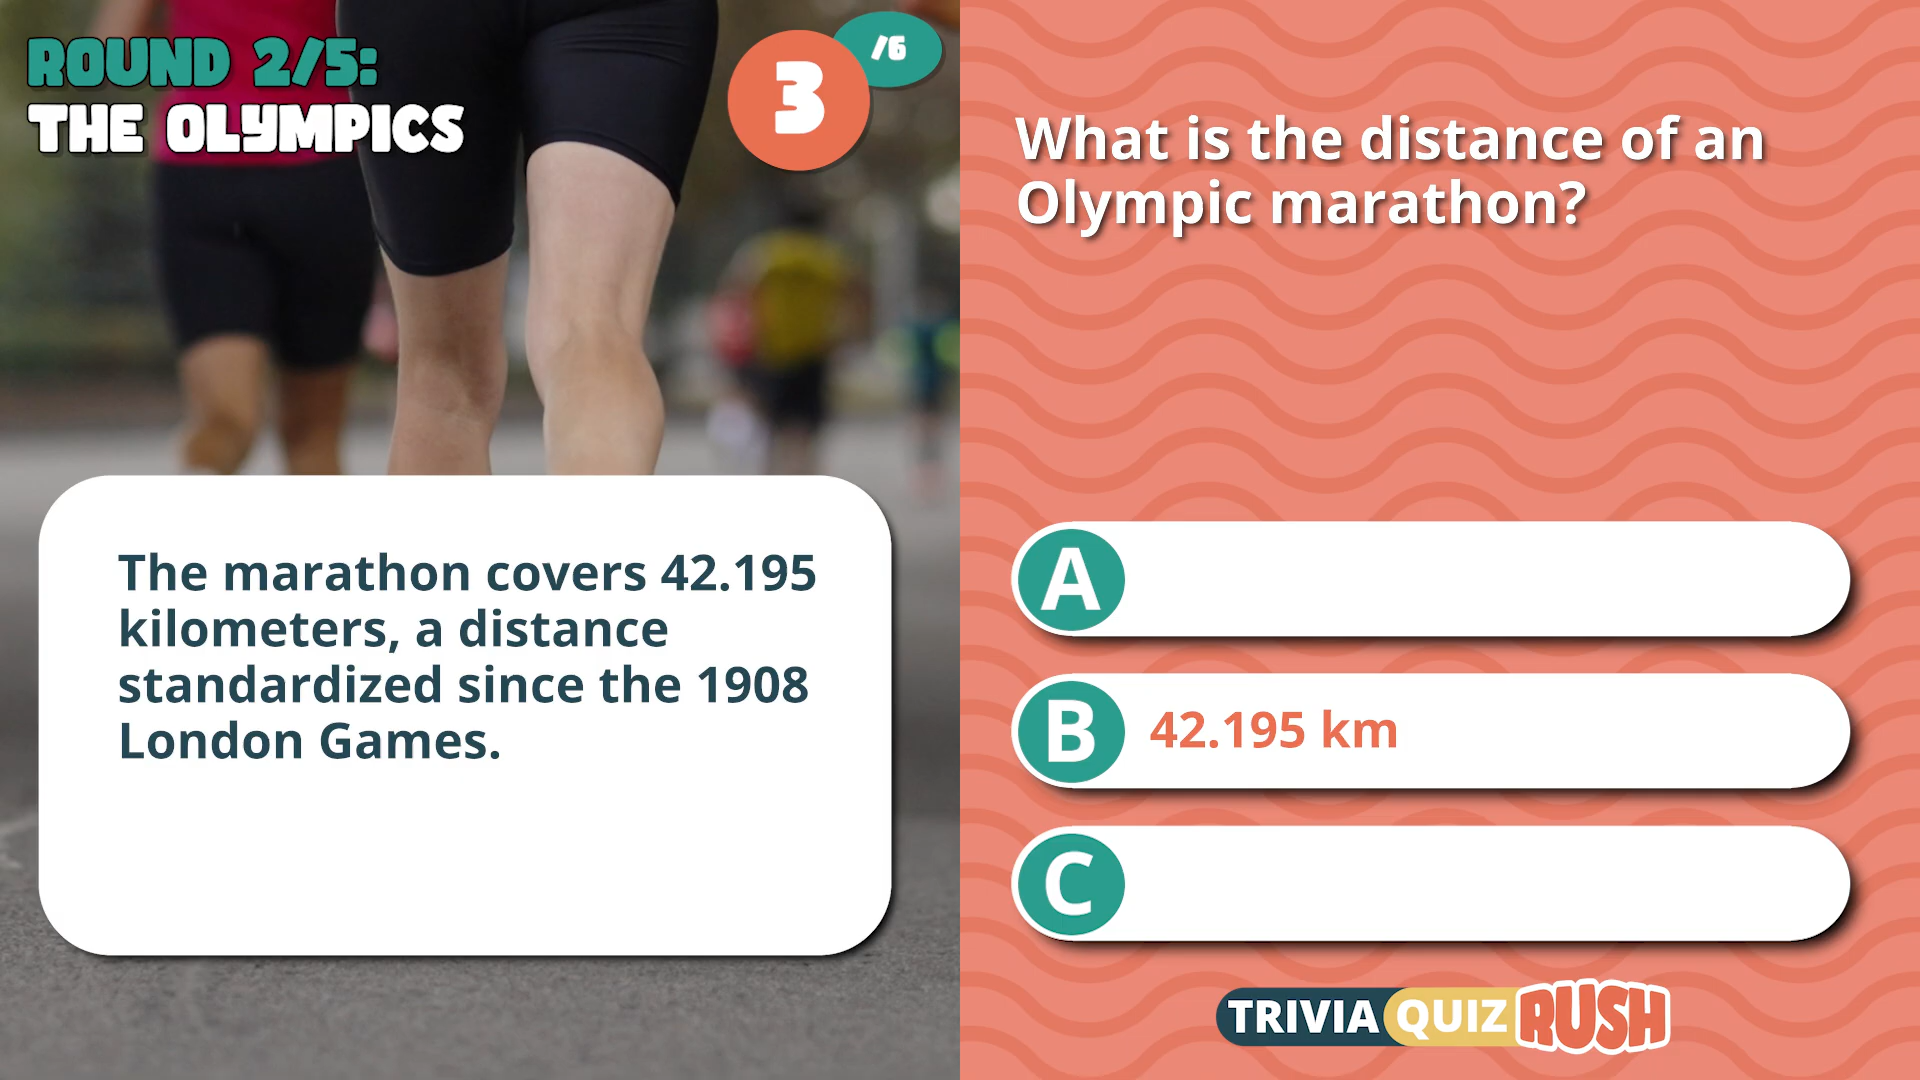 ROUND 2/5:
THE OLYMPICS
3
/6
The marathon covers 42.195
kilometers, a distance
standardized since the 1908
London Games.
What is the distance of an
Olympic marathon?
A
B 42.195 km
C
TRIVIA QUIZ RUSH